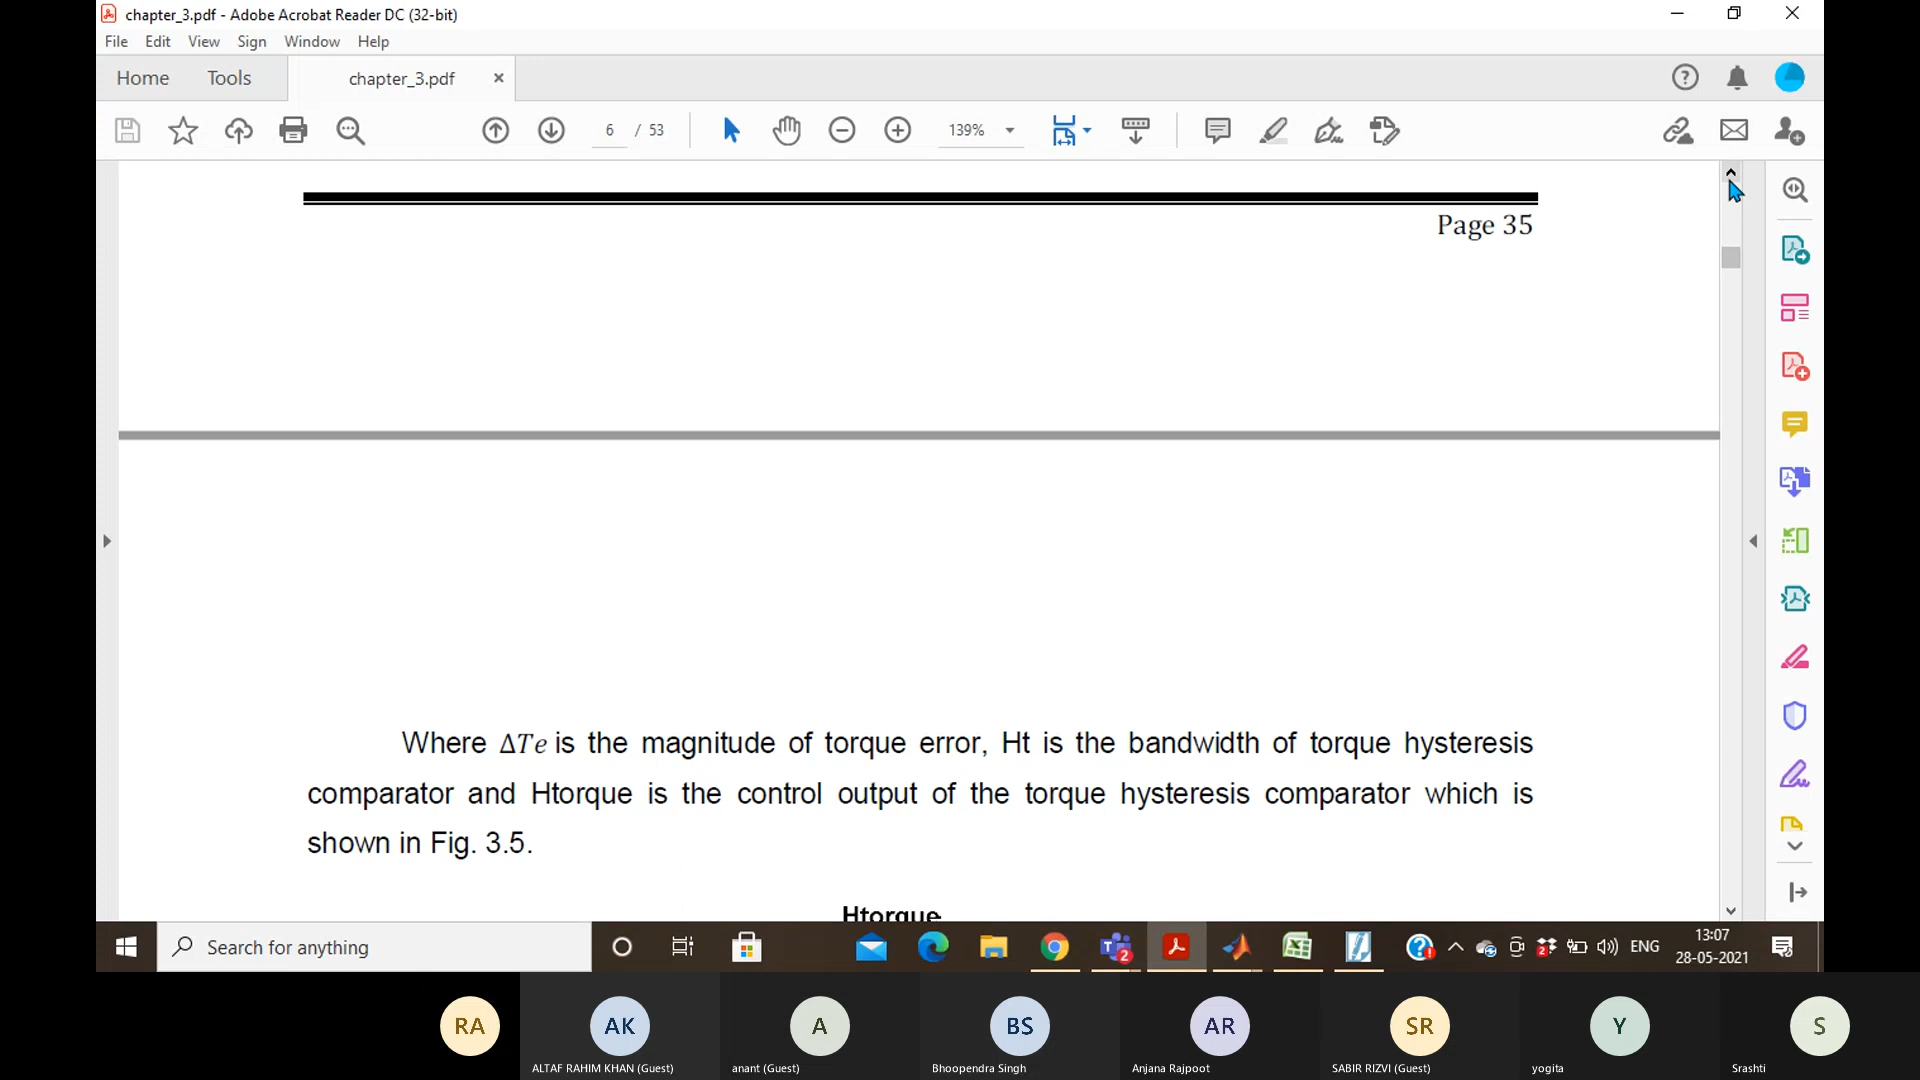 chapter_3.pdf - Adobe Acrobat Reader DC (32-bit)
File Edit View Sign Window Help
Home Tools chapter_3.pdf
6 / 53 139%
Page 35
Where ΔTe is the magnitude of torque error, Ht is the bandwidth of torque hysteresis
comparator and Htorque is the control output of the torque hysteresis comparator which is
shown in Fig. 3.5.
Htorque
Search for anything
2
2
ENG
13:07
28-05-2021
RA AK A BS AR SR Y S
ALTAF RAHIM KHAN (Guest) anant (Guest) Bhoopendra Singh Anjana Rajpoot SABIR RIZVI (Guest) yogita Srashti